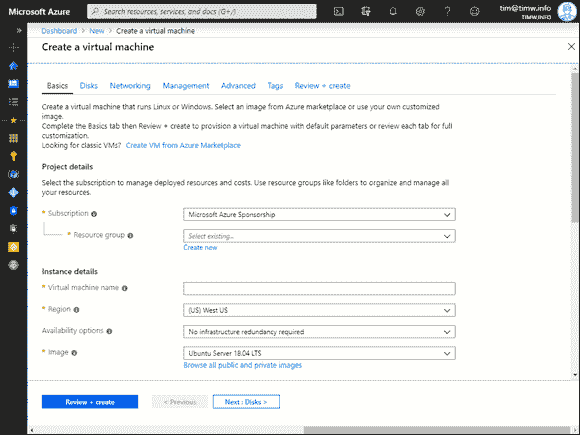 Microsoft Azure
Search resources, services, and docs (G+/)
tim@timw.info
TIMW.INFO
Dashboard > New > Create a virtual machine
Create a virtual machine
Basics Disks Networking Management Advanced Tags Review + create
Create a virtual machine that runs Linux or Windows. Select an image from Azure marketplace or use your own customized
image.
Complete the Basics tab then Review + create to provision a virtual machine with default parameters or review each tab for full
customization.
Looking for classic VMs? Create VM from Azure Marketplace
Project details
Select the subscription to manage deployed resources and costs. Use resource groups like folders to organize and manage all
your resources.
* Subscription
Microsoft Azure Sponsorship
* Resource group
Select existing...
Create new
Instance details
* Virtual machine name
* Region
(US) West US
Availability options
No infrastructure redundancy required
* Image
Ubuntu Server 18.04 LTS
Browse all public and private images
Review + create
< Previous
Next : Disks >